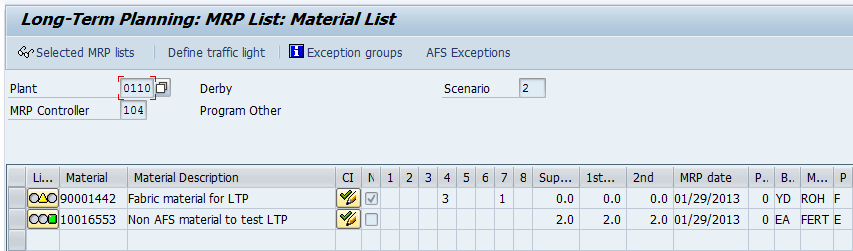 Long-Term Planning: MRP List: Material List
Selected MRP lists Define traffic light Exception groups AFS Exceptions
Plant 0110 Derby Scenario 2
MRP Controller 104 Program Other
Li... Material Material Description CI N 1 2 3 4 5 6 7 8 Sup... 1st... 2nd MRP date P.. B.. M... P
90001442 Fabric material for LTP 3 1 0.0 0.0 0.0 01/29/2013 0 YD ROH F
10016553 Non AFS material to test LTP 2.0 2.0 2.0 01/29/2013 0 EA FERT E